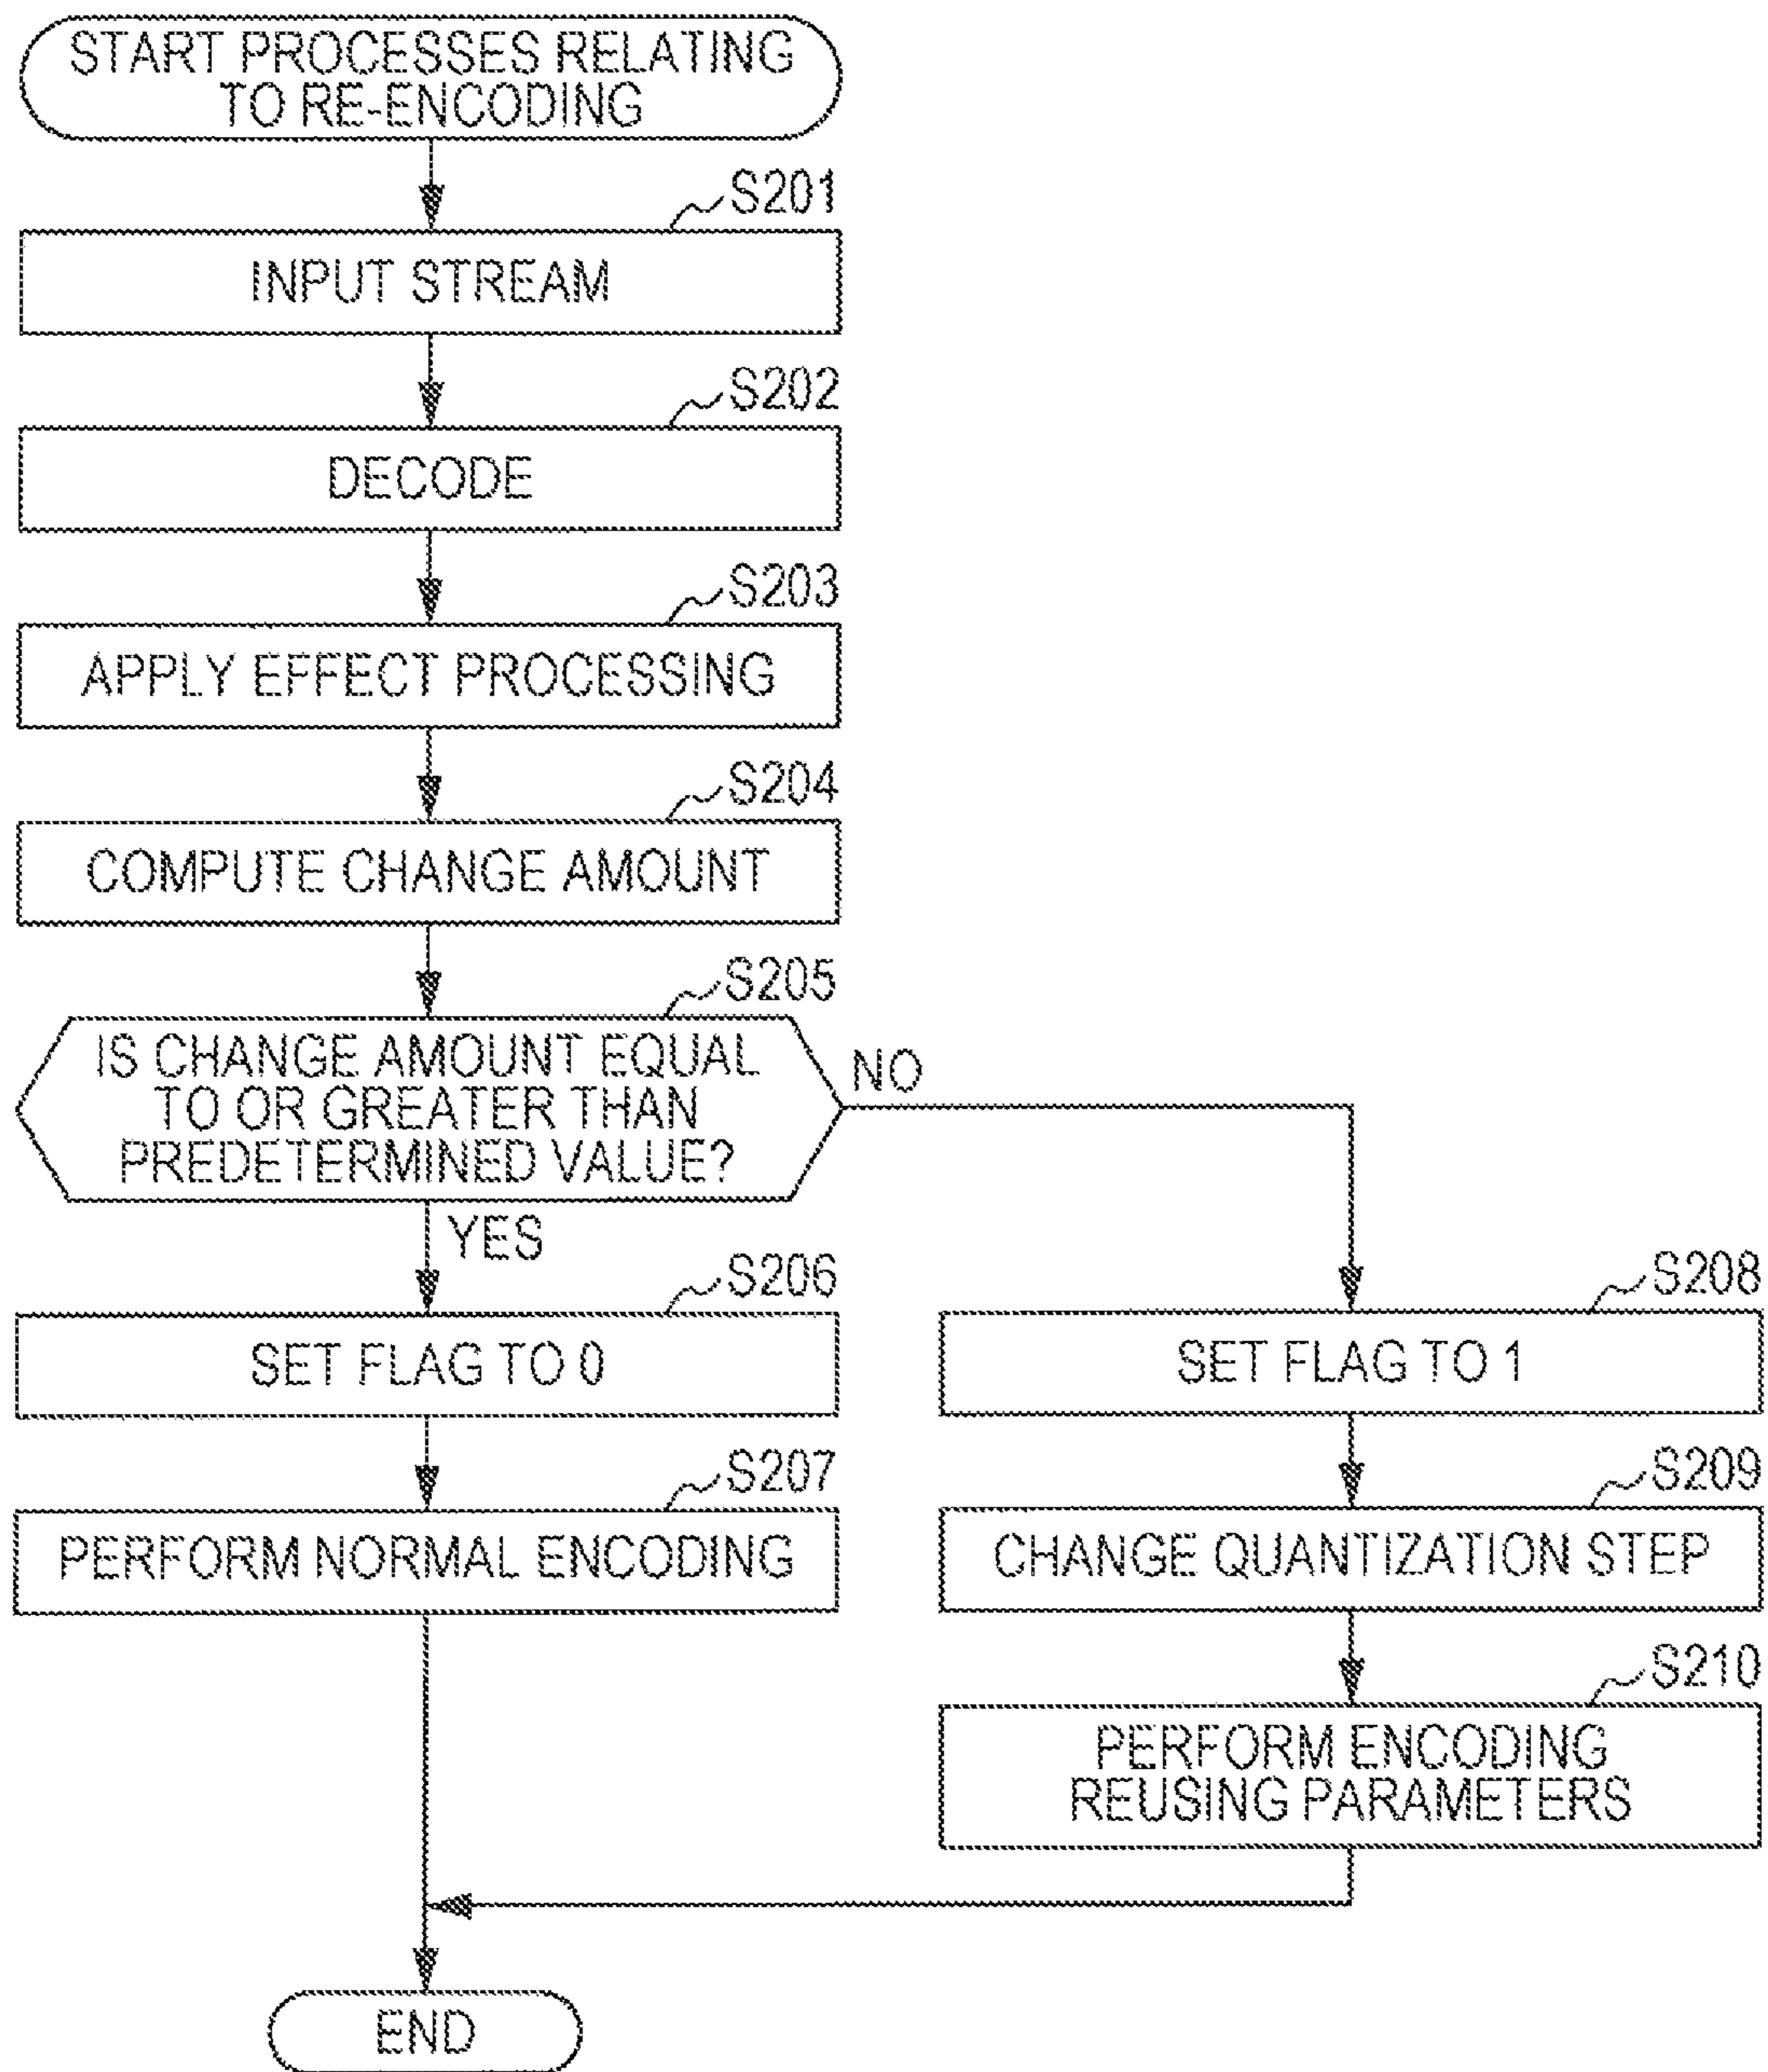 START PROCESSES RELATING
TO RE-ENCODING
S201
INPUT STREAM
S202
DECODE
S203
APPLY EFFECT PROCESSING
S204
COMPUTE CHANGE AMOUNT
S205
IS CHANGE AMOUNT EQUAL
TO OR GREATER THAN
PREDETERMINED VALUE?
NO
YES
S206
SET FLAG TO 0
S207
PERFORM NORMAL ENCODING
S208
SET FLAG TO 1
S209
CHANGE QUANTIZATION STEP
S210
PERFORM ENCODING
REUSING PARAMETERS
END